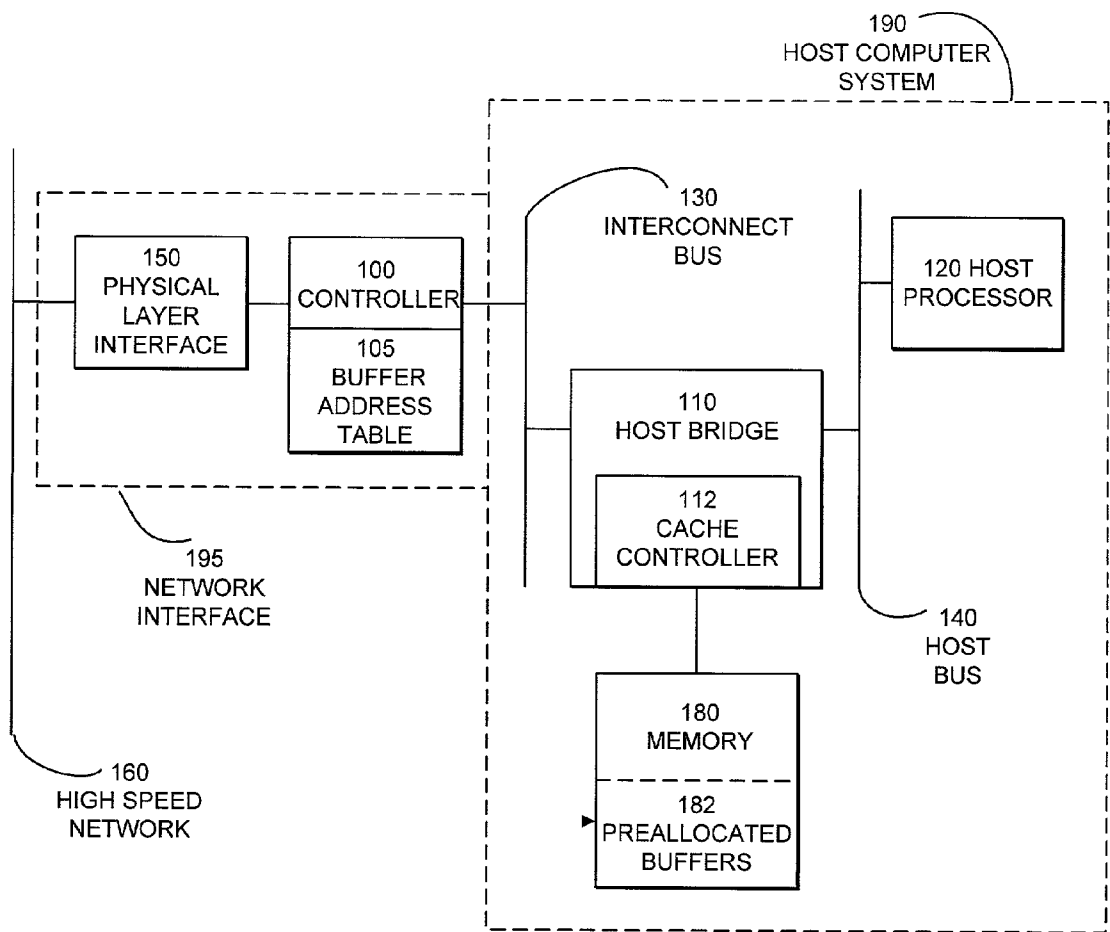 190
HOST COMPUTER
SYSTEM
130
INTERCONNECT
BUS
150
PHYSICAL
LAYER
INTERFACE
100
CONTROLLER
105
BUFFER
ADDRESS
TABLE
120 HOST
PROCESSOR
110
HOST BRIDGE
112
CACHE
CONTROLLER
195
NETWORK
INTERFACE
140
HOST
BUS
180
MEMORY
182
PREALLOCATED
BUFFERS
160
HIGH SPEED
NETWORK